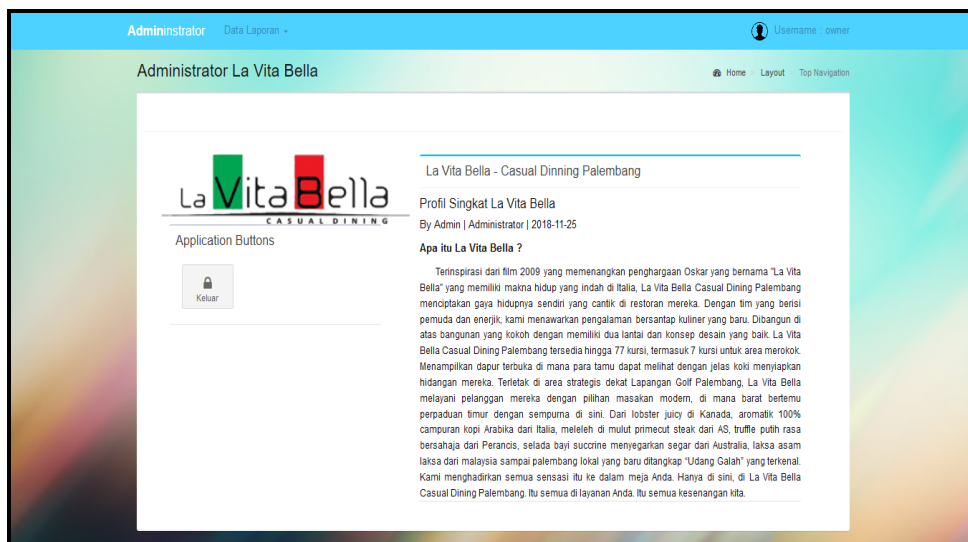 Admininstrator Data Laporan Username : owner
Administrator La Vita Bella Home > Layout > Top Navigation
La Vita Bella
CASUAL DINING
Application Buttons
Keluar
La Vita Bella - Casual Dinning Palembang
Profil Singkat La Vita Bella
By Admin | Administrator | 2018-11-25
Apa itu La Vita Bella ?
Terinspirasi dari film 2009 yang memenangkan penghargaan Oskar yang bernama "La Vita
Bella" yang memiliki makna hidup yang indah di Italia, La Vita Bella Casual Dining Palembang
menciptakan gaya hidupnya sendiri yang cantik di restoran mereka. Dengan tim yang berisi
pemuda dan enerjik, kami menawarkan pengalaman bersantap kuliner yang baru. Dibangun di
atas bangunan yang kokoh dengan memiliki dua lantai dan konsep desain yang baik. La Vita
Bella Casual Dining Palembang tersedia hingga 77 kursi, termasuk 7 kursi untuk area merokok.
Menampilkan dapur terbuka di mana para tamu dapat melihat dengan jelas koki menyiapkan
hidangan mereka. Terletak di area strategis dekat Lapangan Golf Palembang, La Vita Bella
melayani pelanggan mereka dengan pilihan masakan modern, di mana barat bertemu
perpaduan timur dengan sempurna di sini. Dari lobster juicy di Kanada, aromatik 100%
campuran kopi Arabika dari Italia, meleleh di mulut primecut steak dari AS, truffle putih rasa
bersahaja dari Perancis, selada bayi succrine menyegarkan segar dari Australia, laksa asam
laksa dari malaysia sampai palembang lokal yang baru ditangkap "Udang Galah" yang terkenal.
Kami menghadirkan semua sensasi itu ke dalam meja Anda. Hanya di sini, di La Vita Bella
Casual Dining Palembang. Itu semua di layanan Anda. Itu semua kesenangan kita.